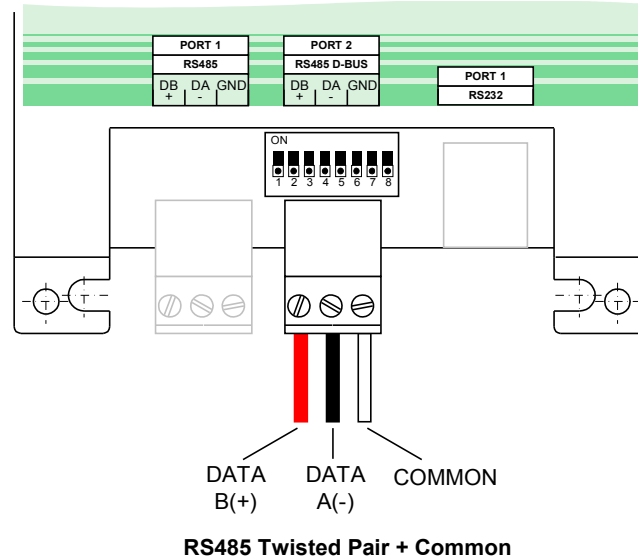 PORT 1
RS485
DB DA GND
+ -
PORT 2
RS485 D-BUS
DB DA GND
+ -
PORT 1
RS232
ON
1 2 3 4 5 6 7 8
DATA
B(+)
DATA
A(-)
COMMON
RS485 Twisted Pair + Common